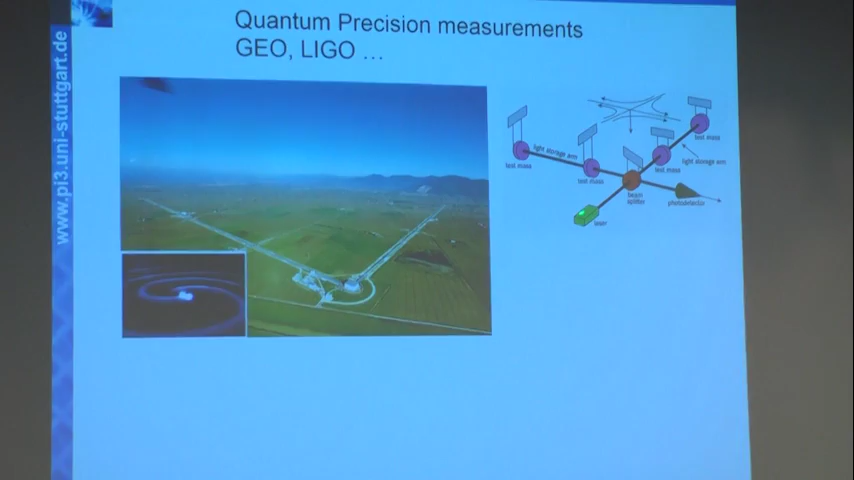 Quantum Precision measurements
GEO, LIGO ...
www.pi3.uni-stuttgart.de
test mass
light storage arm
test mass
light storage arm
test mass
test mass
beam
splitter
photodetector
laser